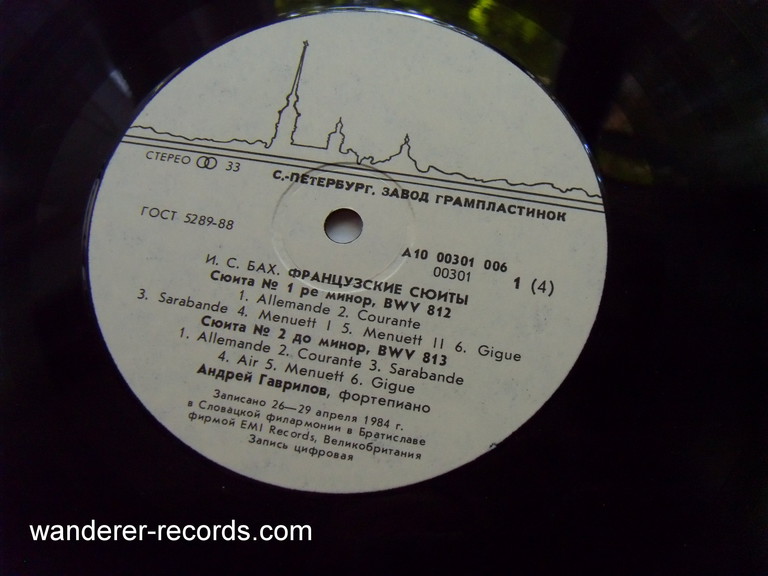 СТЕРЕО 33
С.-ПЕТЕРБУРГ. ЗАВОД ГРАМПЛАСТИНОК
ГОСТ 5289-88
А10 00301 006
00301 1 (4)
И. С. БАХ. ФРАНЦУЗСКИЕ СЮИТЫ
Сюита № 1 ре минор, BWV 812
1. Allemande 2. Courante
3. Sarabande 4. Menuett I 5. Menuett II 6. Gigue
Сюита № 2 до минор, BWV 813
1. Allemande 2. Courante 3. Sarabande
4. Air 5. Menuett 6. Gigue
Андрей Гаврилов, фортепиано
Записано 26—29 апреля 1984 г.
в Словацкой филармонии в Братиславе
фирмой EMI Records, Великобритания
Запись цифровая
wanderer-records.com